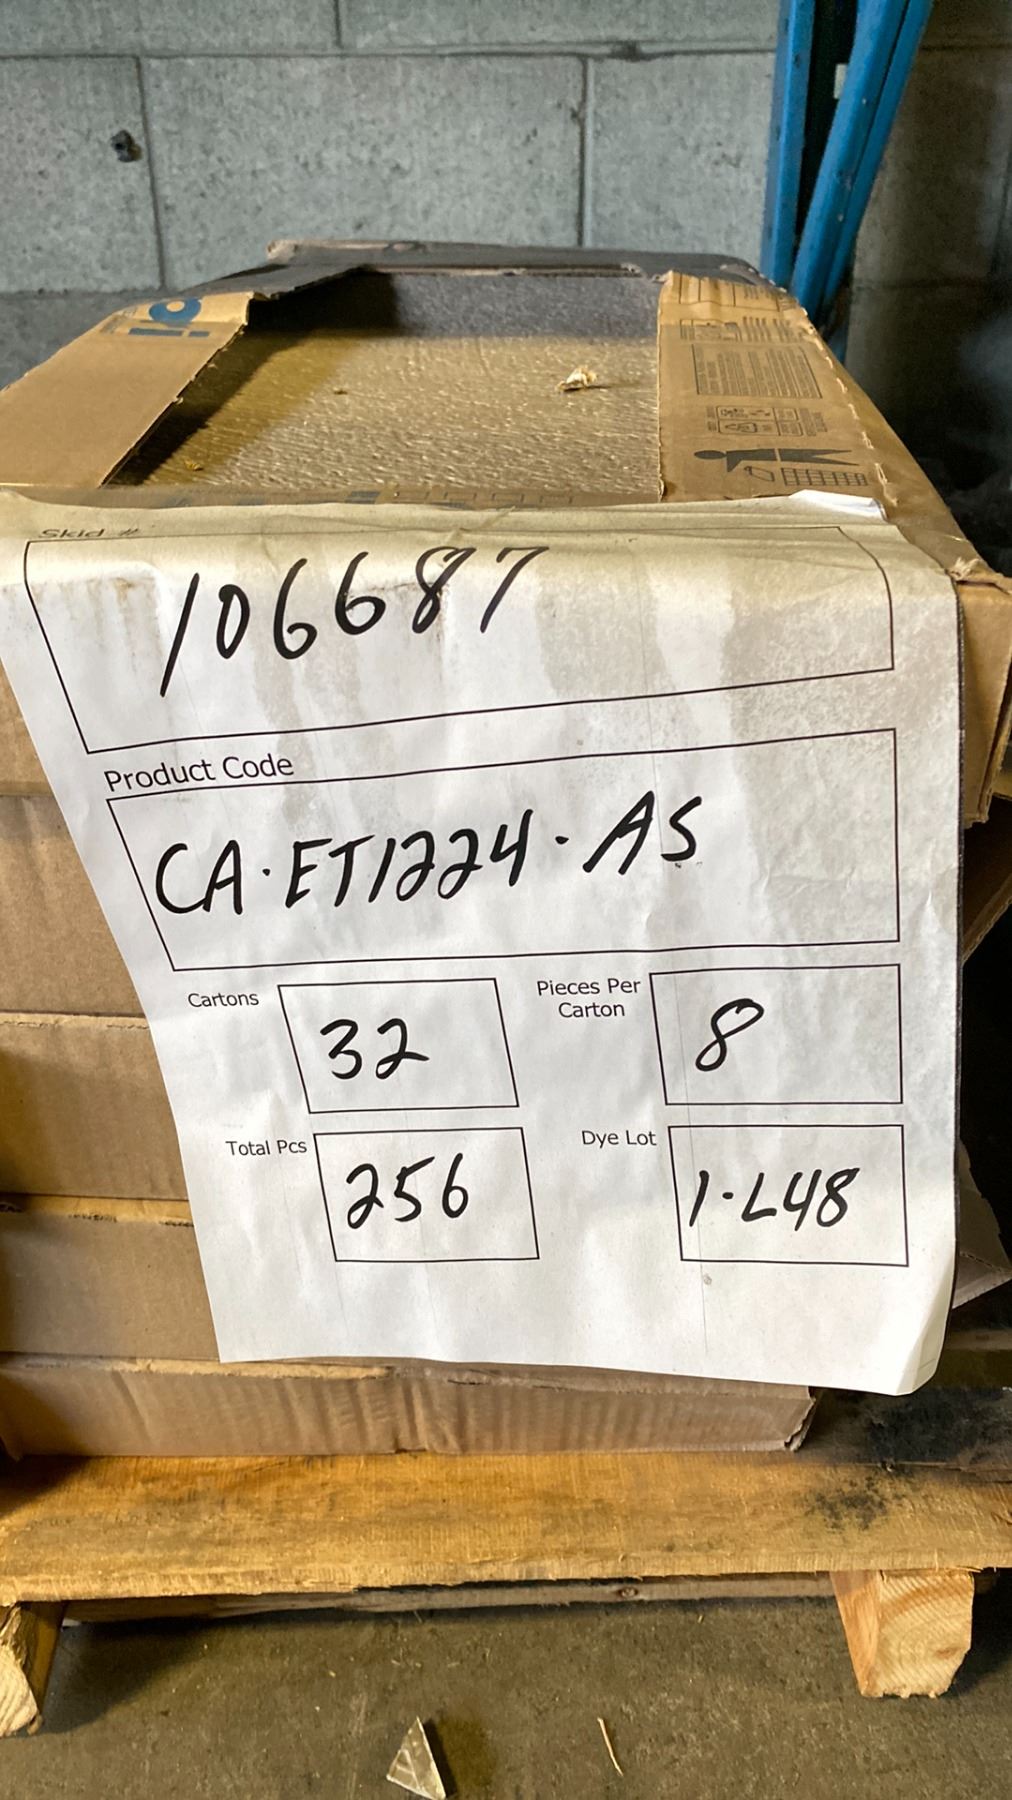 Skid #
106687
Product Code
CA·ET1224-AS
Cartons
32
Pieces Per
Carton
8
Total Pcs
256
Dye Lot
1-L48